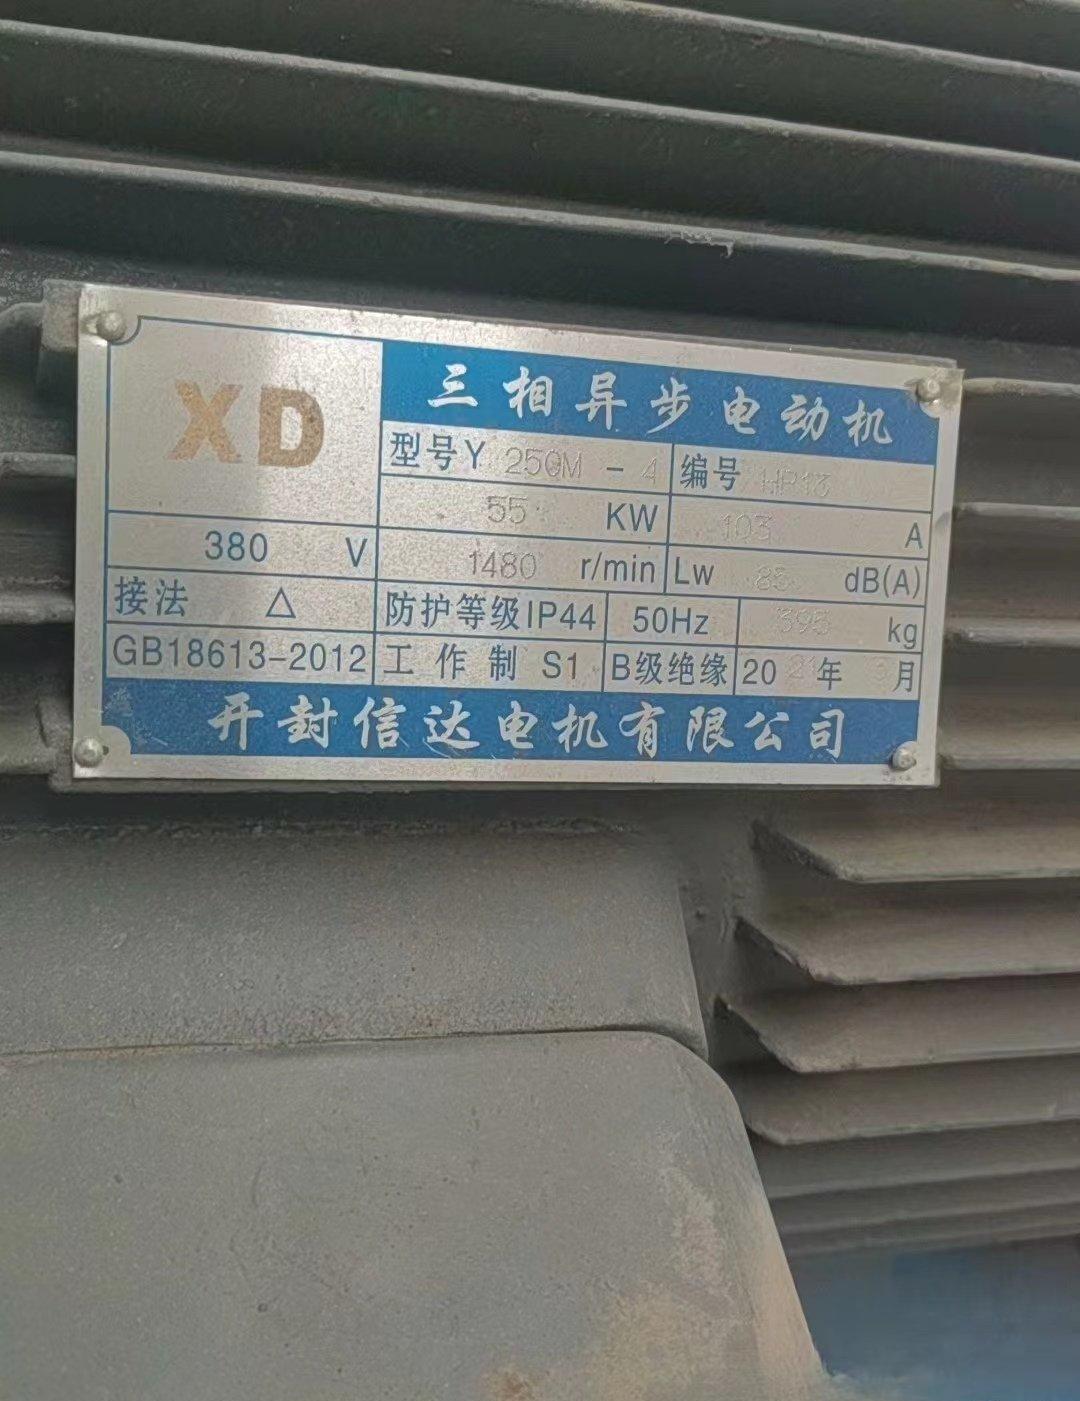 XD
三相异步电动机
型号Y 250M - 4 编号
55 KW 103 A
380 V 1480 r/min Lw 85 dB(A)
接法 △ 防护等级IP44 50Hz 395 kg
GB18613-2012 工作制 S1 B级绝缘 20 年 月
开封信达电机有限公司